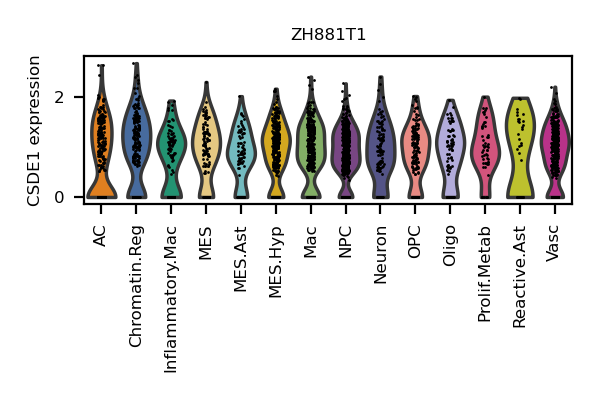 ZH881T1
CSDE1 expression
2
0
AC
Chromatin.Reg
Inflammatory.Mac
MES
MES.Ast
MES.Hyp
Mac
NPC
Neuron
OPC
Oligo
Prolif.Metab
Reactive.Ast
Vasc